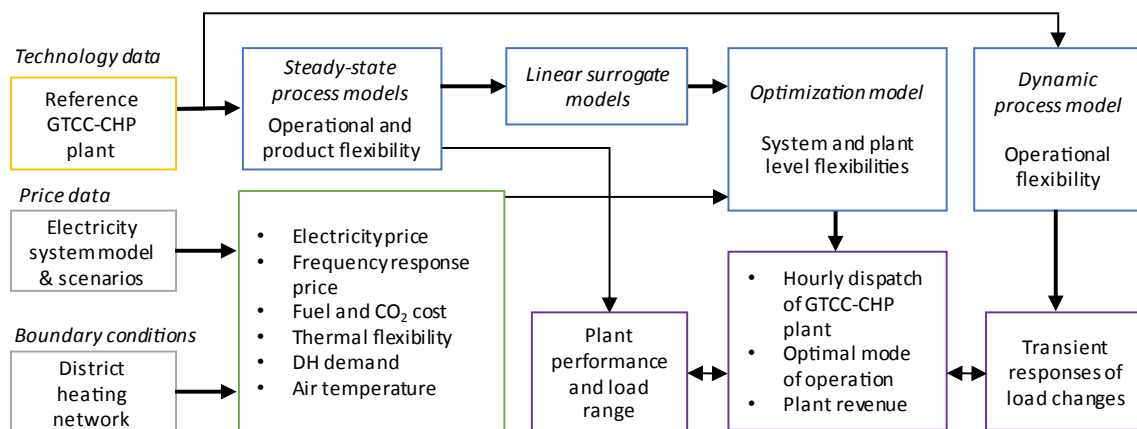 Technology data
Reference
GTCC-CHP
plant
Steady-state
process models
Operational and
product flexibility
Linear surrogate
models
Optimization model
System and plant
level flexibilities
Dynamic
process model
Operational
flexibility
Price data
Electricity
system model
& scenarios
Boundary conditions
District
heating
network
• Electricity price
• Frequency response
price
• Fuel and CO₂ cost
• Thermal flexibility
• DH demand
• Air temperature
Plant
performance
and load
range
• Hourly dispatch
of GTCC-CHP
plant
• Optimal mode
of operation
• Plant revenue
Transient
responses of
load changes